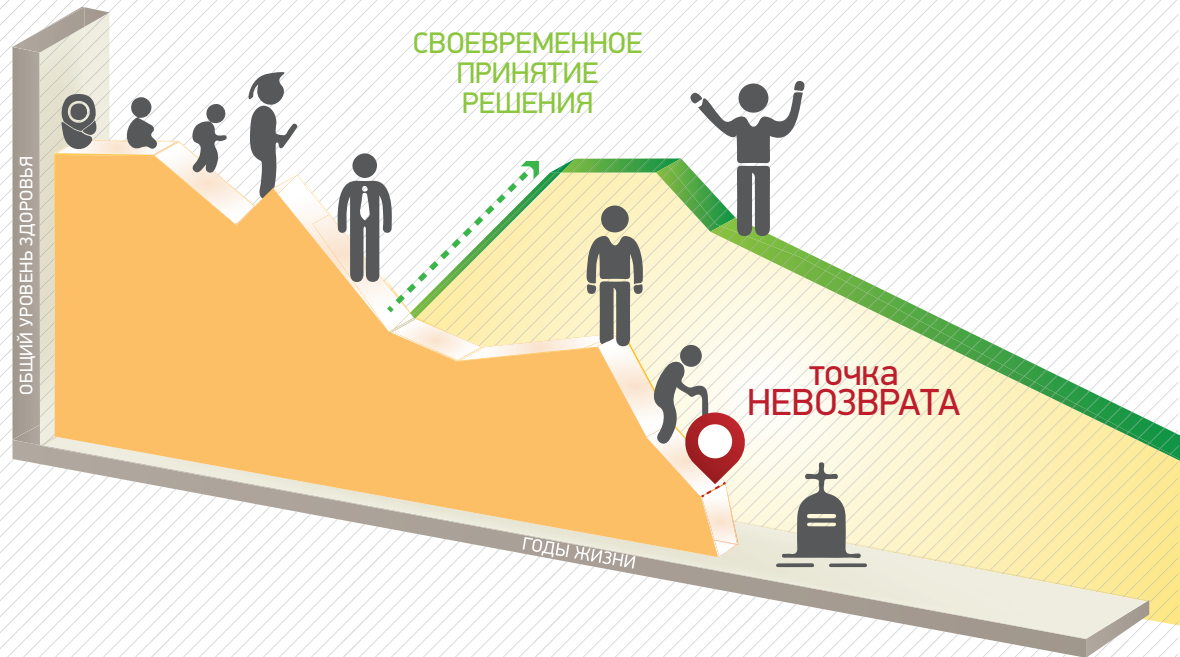 СВОЕВРЕМЕННОЕ
ПРИНЯТИЕ
РЕШЕНИЯ
ОБЩИЙ УРОВЕНЬ ЗДОРОВЬЯ
точка
НЕВОЗВРАТА
ГОДЫ ЖИЗНИ